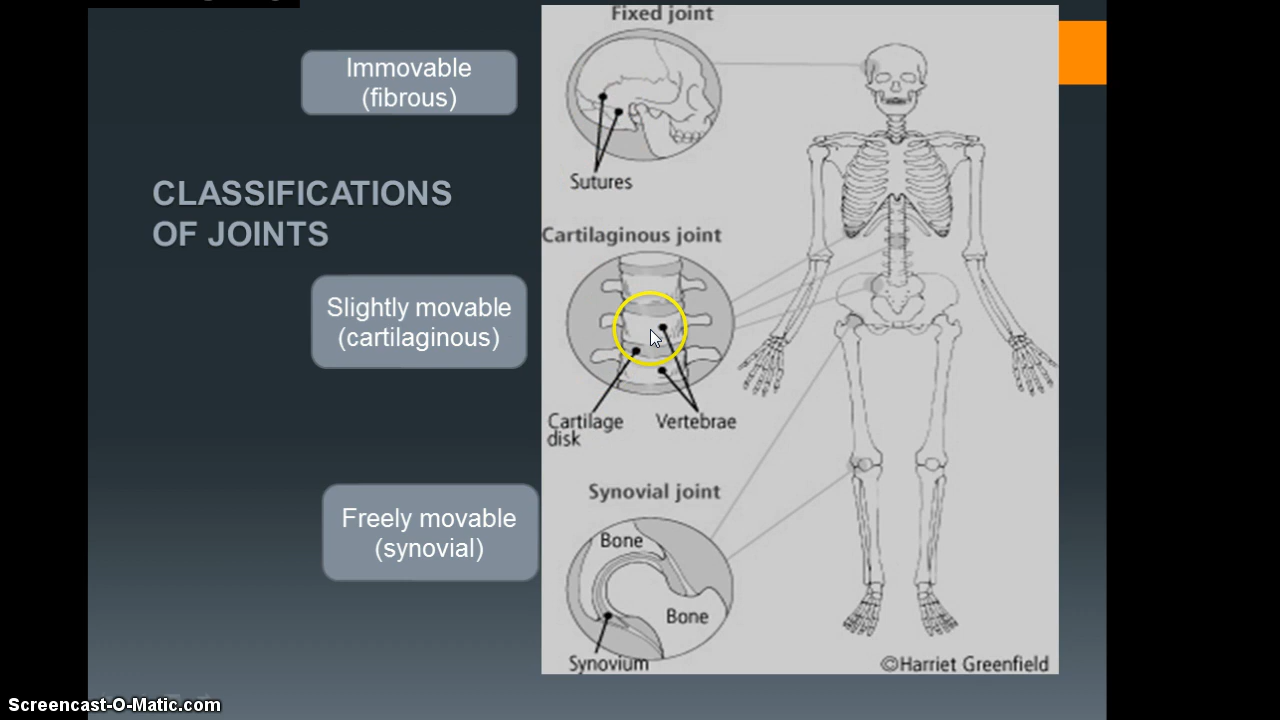 Fixed joint
Immovable
(fibrous)
Sutures
CLASSIFICATIONS
OF JOINTS
Cartilaginous joint
Slightly movable
(cartilaginous)
Cartilage
disk
Vertebrae
Synovial joint
Freely movable
(synovial)
Bone
Bone
Synovium
©Harriet Greenfield
Screencast-O-Matic.com